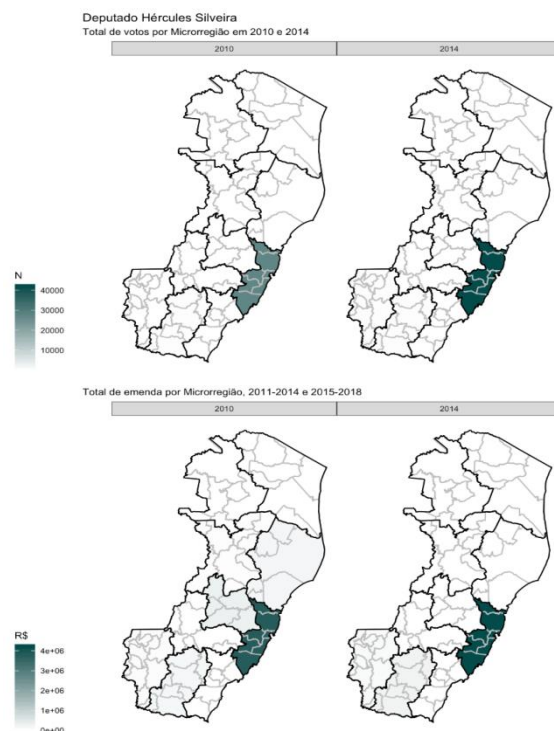 Deputado Hércules Silveira
Total de votos por Microrregião em 2010 e 2014
2010
2014
N
40000
30000
20000
10000
Total de emenda por Microrregião, 2011-2014 e 2015-2018
2010
2014
R$
4e+06
3e+06
2e+06
1e+06
0e+00